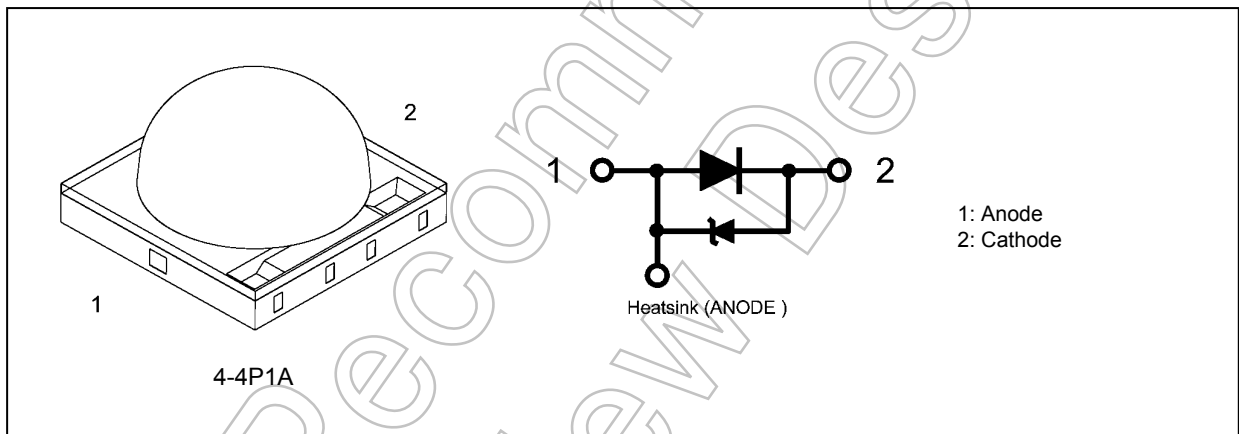 2
1
4-4P1A
1
2
Heatsink (ANODE )
1: Anode
2: Cathode